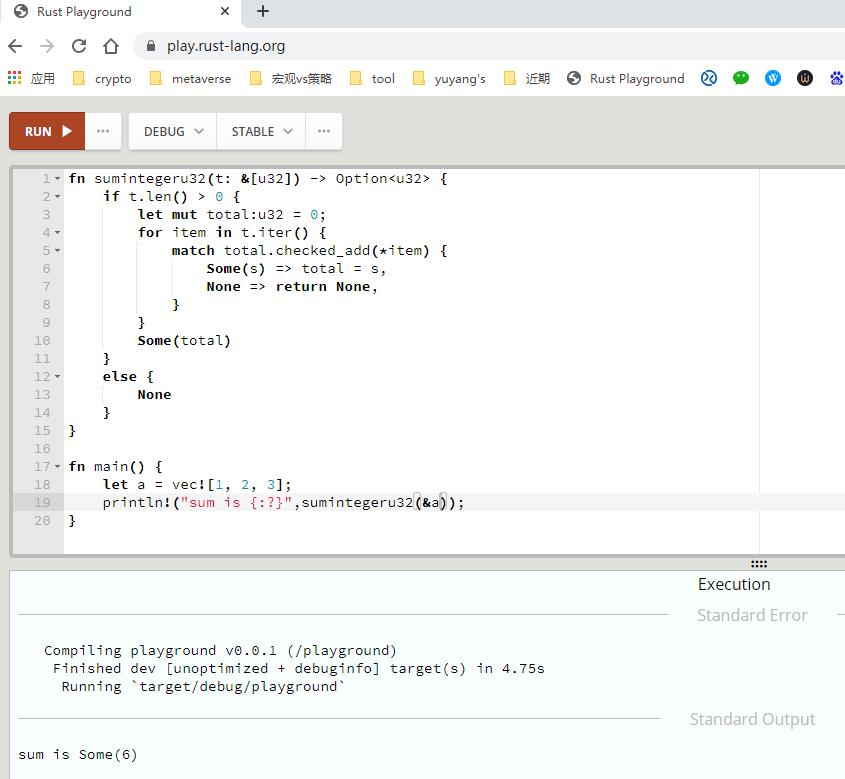 Rust Playground
play.rust-lang.org
应用 crypto metaverse 宏观vs策略 tool yuyang's 近期 Rust Playground
RUN ... DEBUG STABLE ...
1 fn sumintegeru32(t: &[u32]) -> Option<u32> {
2     if t.len() > 0 {
3         let mut total:u32 = 0;
4         for item in t.iter() {
5             match total.checked_add(*item) {
6                 Some(s) => total = s,
7                 None => return None,
8             }
9         }
10         Some(total)
11     }
12     else {
13         None
14     }
15 }
16
17 fn main() {
18     let a = vec![1, 2, 3];
19     println!("sum is {:?}",sumintegeru32(&a));
20 }
Execution
Standard Error
Compiling playground v0.0.1 (/playground)
Finished dev [unoptimized + debuginfo] target(s) in 4.75s
Running `target/debug/playground`
Standard Output
sum is Some(6)